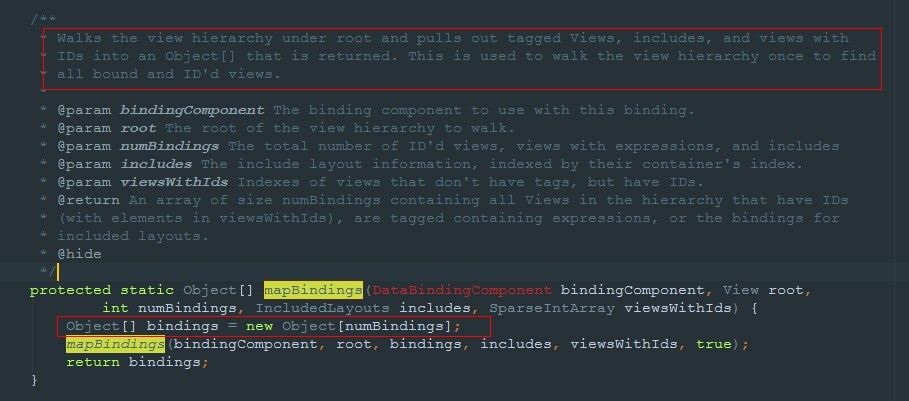 /**
* Walks the view hierarchy under root and pulls out tagged Views, includes, and views with
* IDs into an Object[] that is returned. This is used to walk the view hierarchy once to find
* all bound and ID'd views.
*
* @param bindingComponent The binding component to use with this binding.
* @param root The root of the view hierarchy to walk.
* @param numBindings The total number of ID'd views, views with expressions, and includes
* @param includes The include layout information, indexed by their container's index.
* @param viewsWithIds Indexes of views that don't have tags, but have IDs.
* @return An array of size numBindings containing all Views in the hierarchy that have IDs
* (with elements in viewsWithIds), are tagged containing expressions, or the bindings for
* included layouts.
* @hide
*/
protected static Object[] mapBindings(DataBindingComponent bindingComponent, View root,
int numBindings, IncludedLayouts includes, SparseIntArray viewsWithIds) {
Object[] bindings = new Object[numBindings];
mapBindings(bindingComponent, root, bindings, includes, viewsWithIds, true);
return bindings;
}